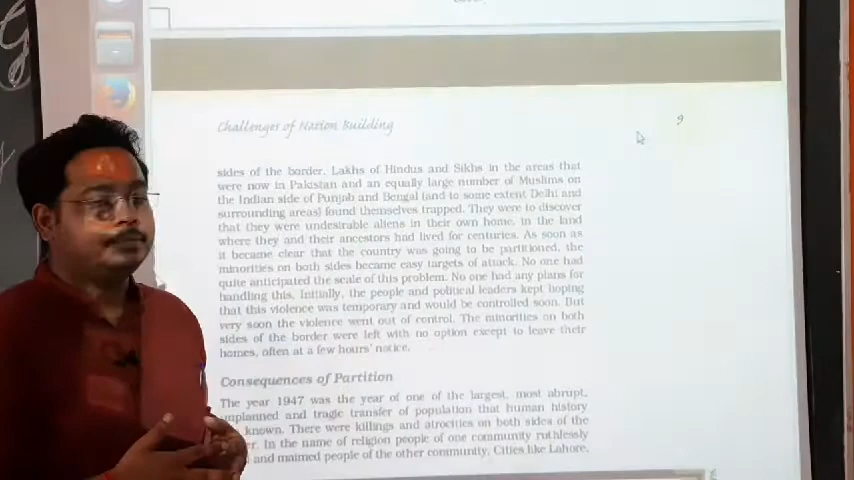 Challenges of Nation Building
9
sides of the border. Lakhs of Hindus and Sikhs in the areas that
were now in Pakistan and an equally large number of Muslims on
the Indian side of Punjab and Bengal (and to some extent Delhi and
surrounding areas) found themselves trapped. They were to discover
that they were undesirable aliens in their own home, in the land
where they and their ancestors had lived for centuries. As soon as
it became clear that the country was going to be partitioned, the
minorities on both sides became easy targets of attack. No one had
quite anticipated the scale of this problem. No one had any plans for
handling this. Initially, the people and political leaders kept hoping
that this violence was temporary and would be controlled soon. But
very soon the violence went out of control. The minorities on both
sides of the border were left with no option except to leave their
homes, often at a few hours' notice.
Consequences of Partition
The year 1947 was the year of one of the largest, most abrupt,
unplanned and tragic transfer of population that human history
known. There were killings and atrocities on both sides of the
er. In the name of religion people of one community ruthlessly
and maimed people of the other community. Cities like Lahore,